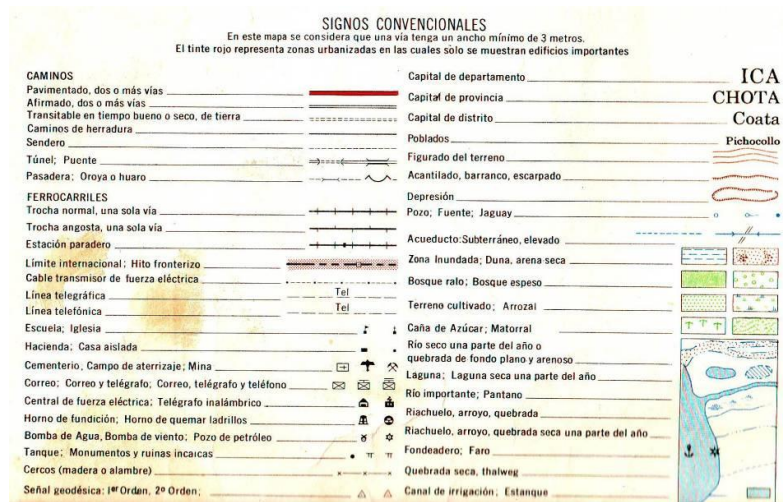 SIGNOS CONVENCIONALES
En este mapa se considera que una vía tenga un ancho mínimo de 3 metros.
El tinte rojo representa zonas urbanizadas en las cuales sòlo se muestran edificios importantes
CAMINOS
Pavimentado, dos o más vías
Afirmado, dos o más vías
Transitable en tiempo bueno o seco, de tierra
Caminos de herradura
Sendero
Túnel; Puente
Pasadera; Oroya o huaro
FERROCARRILES
Trocha normal, una sola vía
Trocha angosta, una sola vía
Estación paradero
Límite internacional; Hito fronterizo
Cable transmisor de fuerza eléctrica
Línea telegráfica Tel
Línea telefónica Tel
Escuela; Iglesia
Hacienda; Casa aislada
Cementerio, Campo de aterrizaje; Mina
Correo; Correo y telégrafo; Correo, telégrafo y teléfono
Central de fuerza eléctrica; Telégrafo inalámbrico
Horno de fundición; Horno de quemar ladrillos
Bomba de Agua, Bomba de viento; Pozo de petróleo
Tanque; Monumentos y ruinas incaicas
Cercos (madera o alambre)
Señal geodésica: 1er Orden, 2º Orden;
Capital de departamento ICA
Capital de provincia CHOTA
Capital de distrito Coata
Poblados Pichocollo
Figurado del terreno
Acantilado, barranco, escarpado
Depresión
Pozo; Fuente; Jaguay
Acueducto: Subterráneo, elevado
Zona Inundada; Duna, arena seca
Bosque ralo; Bosque espeso
Terreno cultivado; Arrozal
Caña de Azúcar; Matorral
Río seco una parte del año o
quebrada de fondo plano y arenoso
Laguna; Laguna seca una parte del año
Río importante; Pantano
Riachuelo, arroyo, quebrada
Riachuelo, arroyo, quebrada seca una parte del año
Fondeadero; Faro
Quebrada seca, thalweg
Canal de irrigación; Estanque